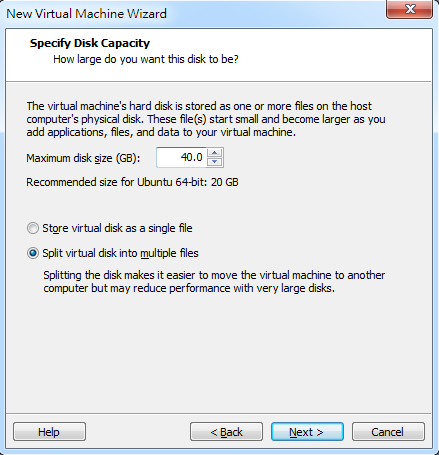 New Virtual Machine Wizard
Specify Disk Capacity
How large do you want this disk to be?
The virtual machine's hard disk is stored as one or more files on the host
computer's physical disk. These file(s) start small and become larger as you
add applications, files, and data to your virtual machine.
Maximum disk size (GB): 40.0
Recommended size for Ubuntu 64-bit: 20 GB
Store virtual disk as a single file
Split virtual disk into multiple files
Splitting the disk makes it easier to move the virtual machine to another
computer but may reduce performance with very large disks.
Help < Back Next > Cancel